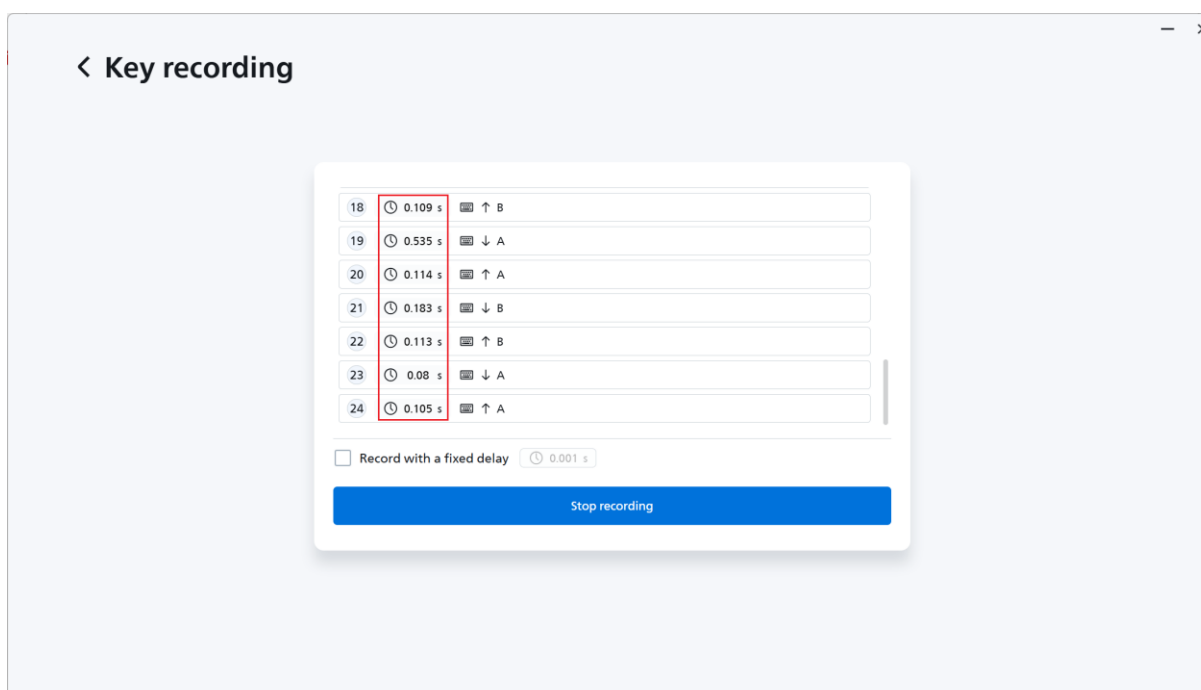 Key recording
18 0.109 s ↑ B
19 0.535 s ↓ A
20 0.114 s ↑ A
21 0.183 s ↓ B
22 0.113 s ↑ B
23 0.08 s ↓ A
24 0.105 s ↑ A
Record with a fixed delay 0.001 s
Stop recording